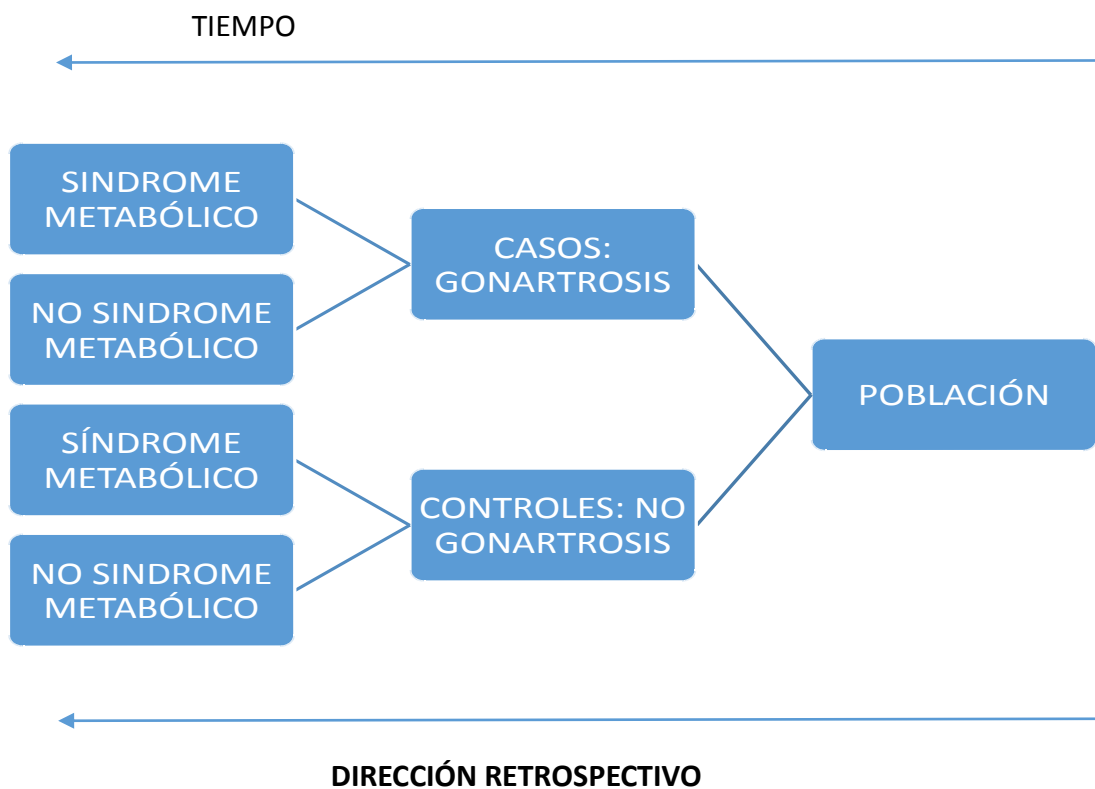 TIEMPO
SINDROME
METABÓLICO
NO SINDROME
METABÓLICO
SÍNDROME
METABÓLICO
NO SINDROME
METABÓLICO
CASOS:
GONARTROSIS
CONTROLES: NO
GONARTROSIS
POBLACIÓN
DIRECCIÓN RETROSPECTIVO